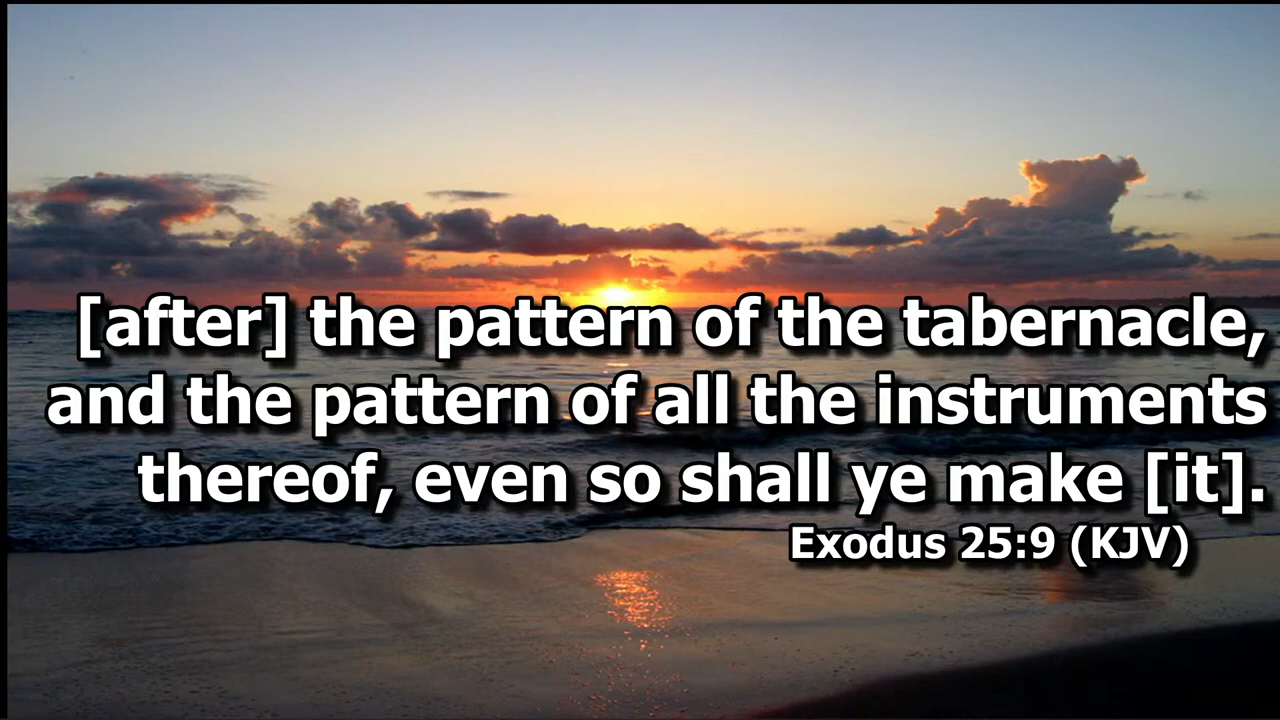 [after] the pattern of the tabernacle,
and the pattern of all the instruments
thereof, even so shall ye make [it].
Exodus 25:9 (KJV)